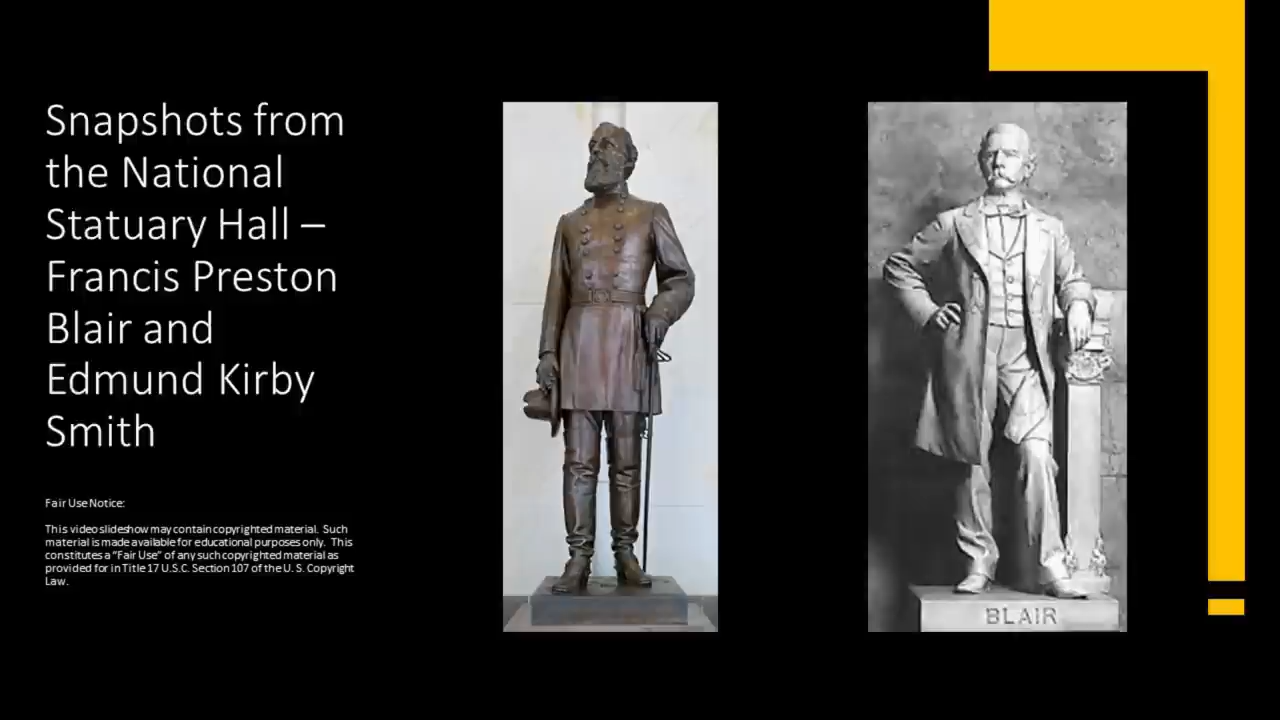 Snapshots from
the National
Statuary Hall –
Francis Preston
Blair and
Edmund Kirby
Smith
Fair Use Notice:
This video slideshow may contain copyrighted material. Such
material is made available for educational purposes only. This
constitutes a “Fair Use” of any such copyrighted material as
provided for in Title 17 U.S.C. Section 107 of the U. S. Copyright
Law.
BLAIR